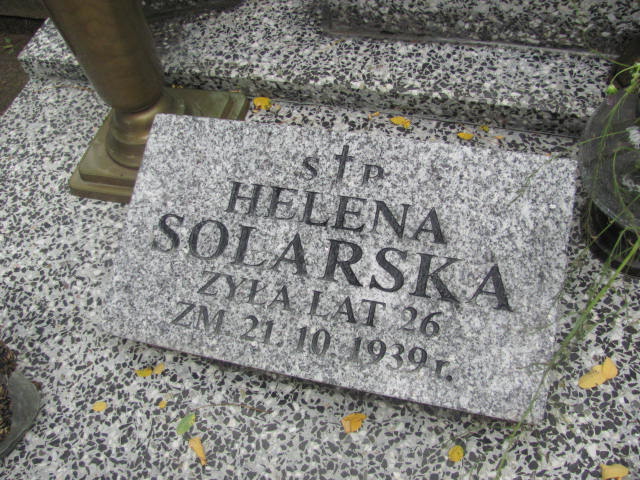 S † P
HELENA
SOLARSKA
ŻYŁA LAT 26
ZM 21 10 1939 r.